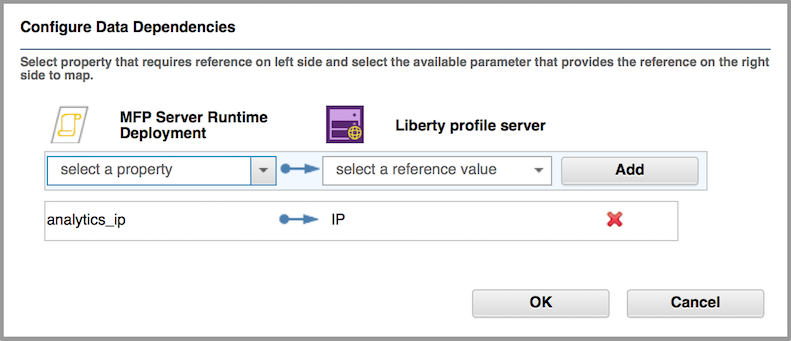 Configure Data Dependencies
Select property that requires reference on left side and select the available parameter that provides the reference on the right
side to map.
MFP Server Runtime
Deployment
Liberty profile server
select a property
select a reference value
Add
analytics_ip
IP
OK
Cancel